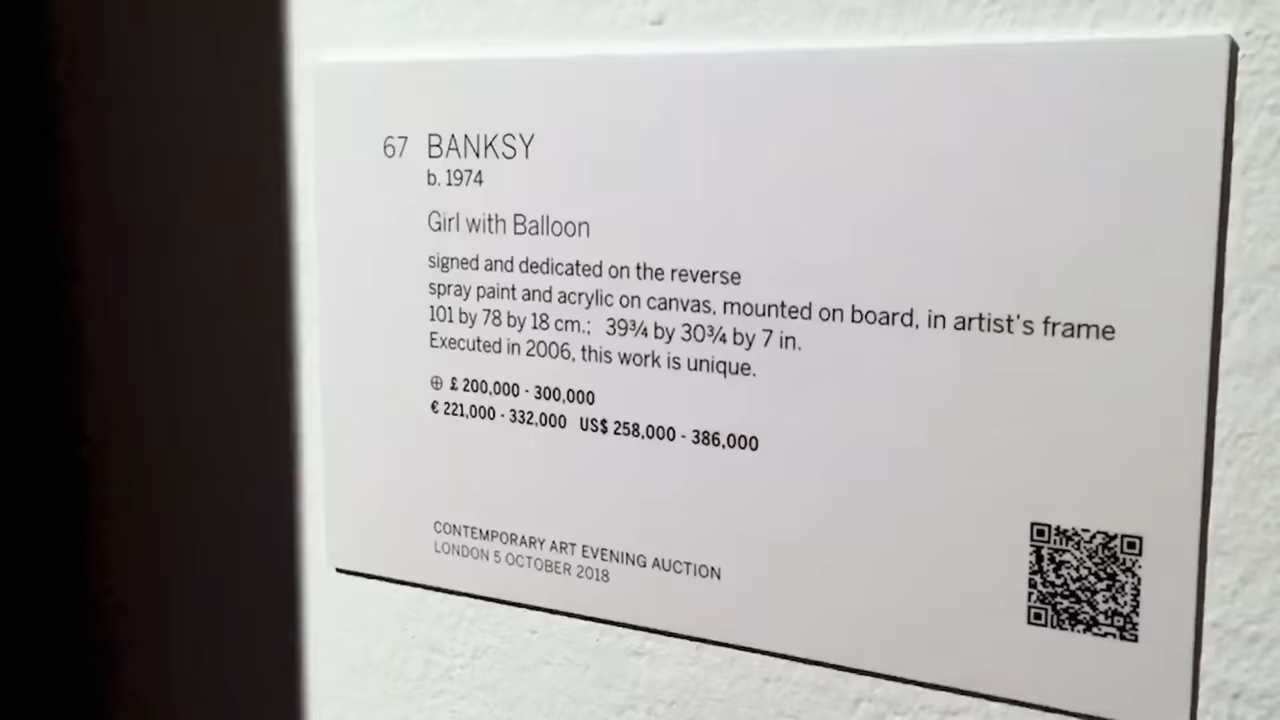 67 BANKSY
b. 1974
Girl with Balloon
signed and dedicated on the reverse
spray paint and acrylic on canvas, mounted on board, in artist's frame
101 by 78 by 18 cm.; 39¾ by 30¾ by 7 in.
Executed in 2006, this work is unique.
⊕ £ 200,000 - 300,000
€ 221,000 - 332,000 US$ 258,000 - 386,000
CONTEMPORARY ART EVENING AUCTION
LONDON 5 OCTOBER 2018